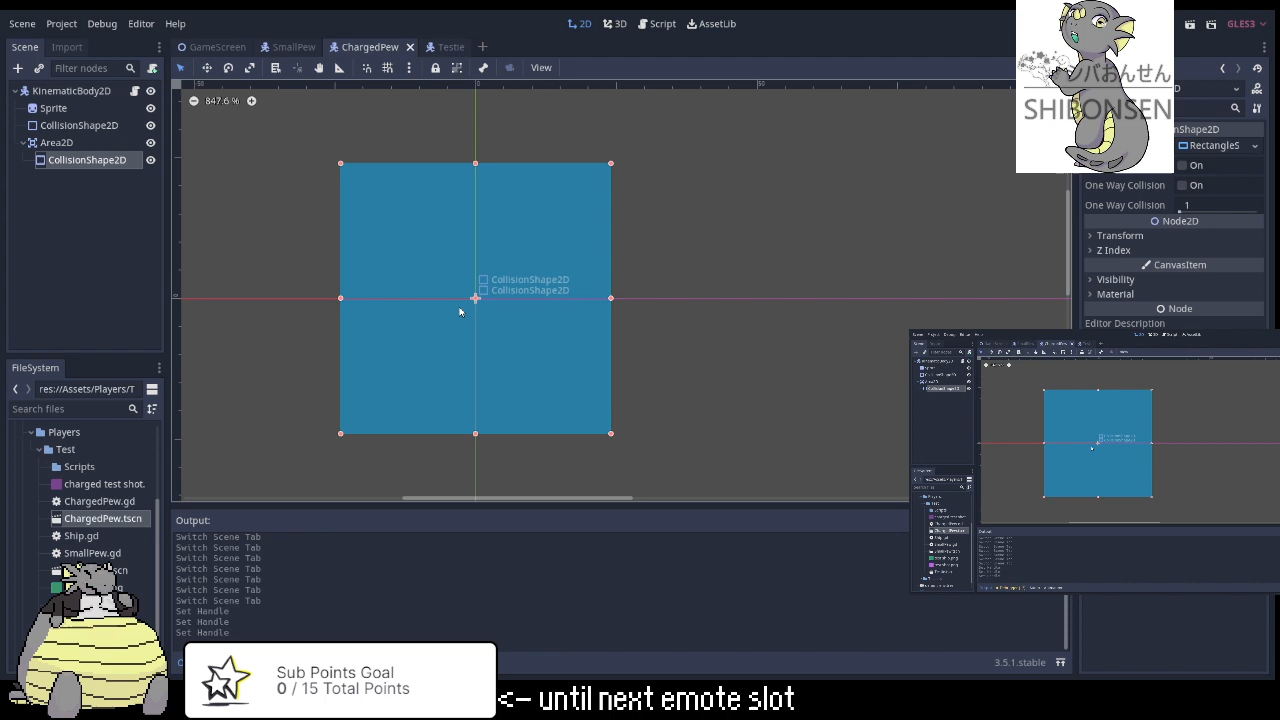 Scene Project Debug Editor Help
2D 3D Script AssetLib
GLES3
Scene Import
GameScreen SmallPew ChargedPew Testie
Filter nodes
View
KinematicBody2D
Sprite
CollisionShape2D
Area2D
CollisionShape2D
-50 0 50
847.6 %
CollisionShape2D
CollisionShape2D
シバおんせん
SHIBONSEN
RectangleS
On
One Way Collision On
One Way Collision 1
Node2D
Transform
Z Index
CanvasItem
Visibility
Material
Node
Editor Description
FileSystem
res://Assets/Players/T
Search files
Players
Test
Scripts
charged test shot.
ChargedPew.gd
ChargedPew.tscn
Ship.gd
SmallPew.gd
Output:
Switch Scene Tab
Switch Scene Tab
Switch Scene Tab
Switch Scene Tab
Switch Scene Tab
Switch Scene Tab
Switch Scene Tab
Set Handle
Set Handle
Set Handle
3.5.1.stable
Sub Points Goal
0 / 15 Total Points
<- until next emote slot